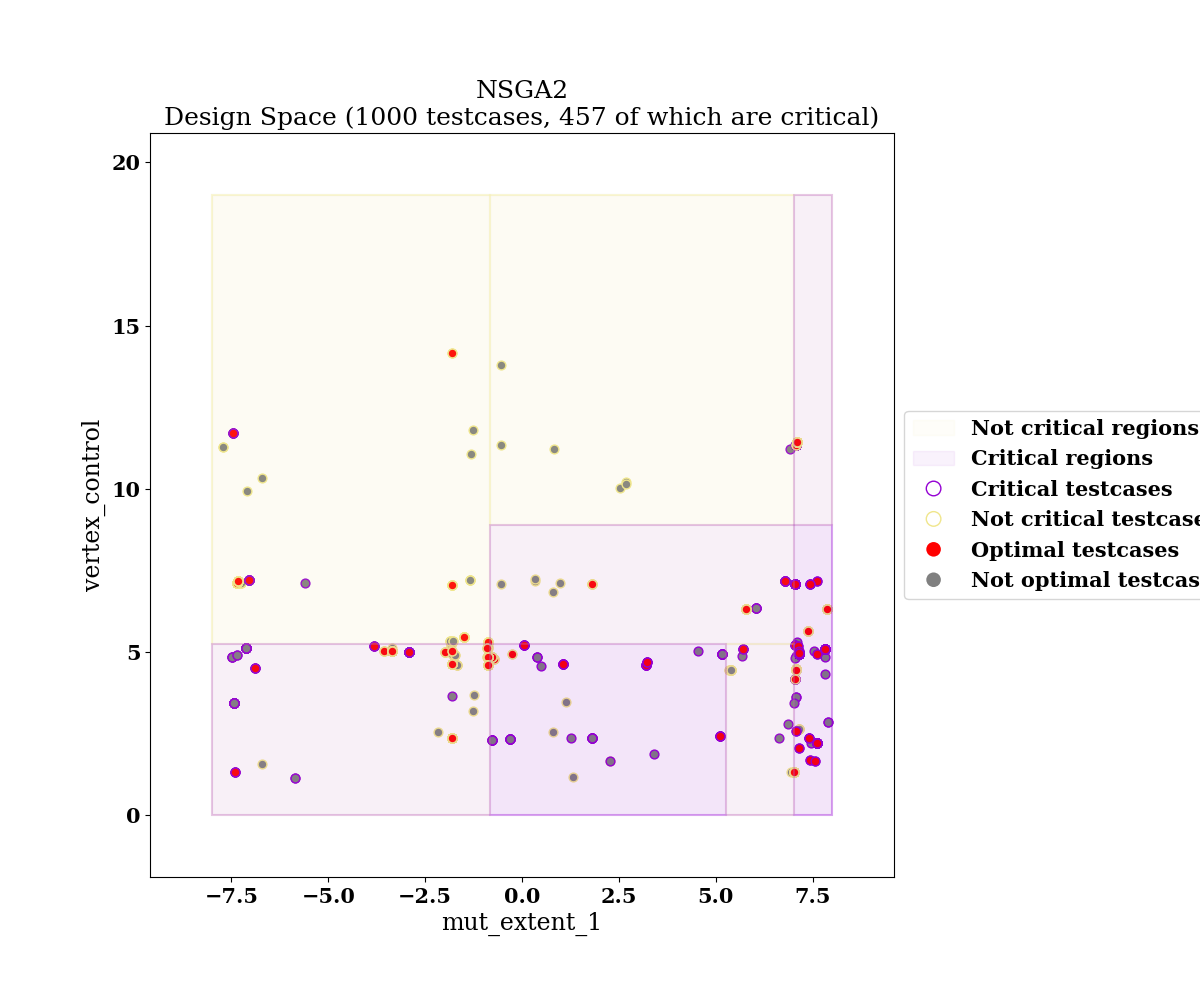 NSGA2
Design Space (1000 testcases, 457 of which are critical)
20
15
10
5
0
vertex_control
−7.5 −5.0 −2.5 0.0 2.5 5.0 7.5
mut_extent_1
Not critical regions
Critical regions
Critical testcases
Not critical testcase
Optimal testcases
Not optimal testcas